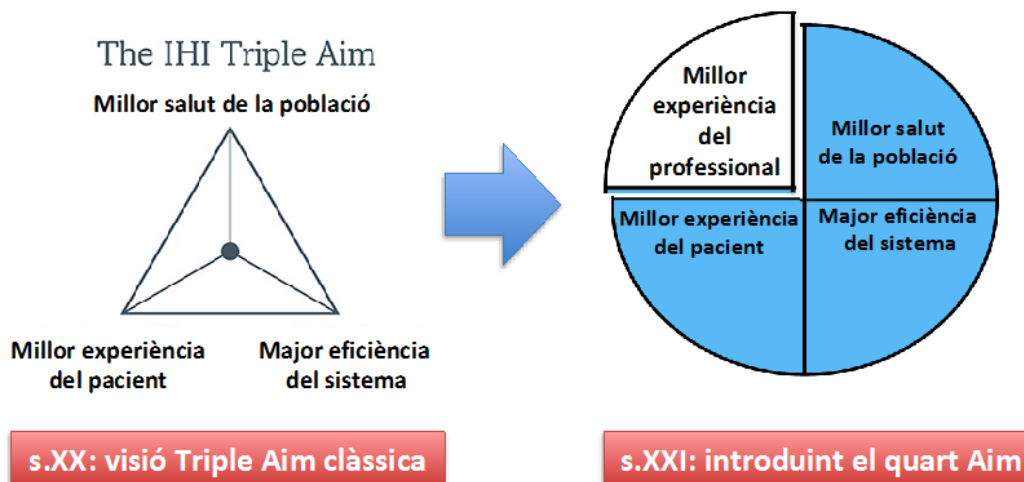 The IHI Triple Aim
Millor salut de la població
Millor experiència
del pacient
Major eficiència
del sistema
s.XX: visió Triple Aim clàssica
Millor
experiència
del
professional
Millor salut
de la població
Millor experiència
del pacient
Major eficiència
del sistema
s.XXI: introduint el quart Aim